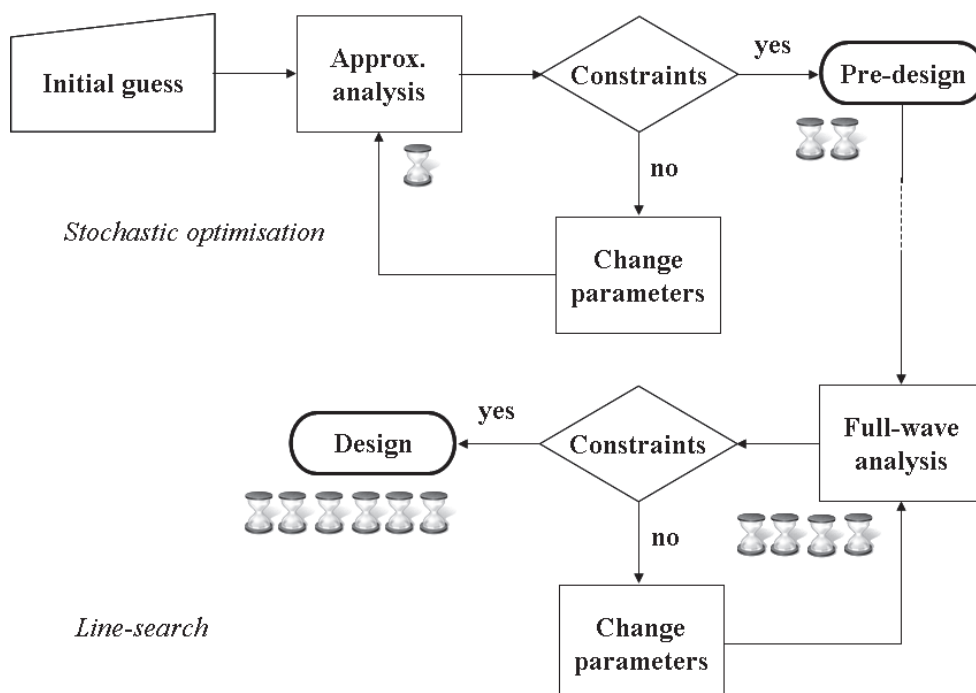 Initial guess
Approx.
analysis
Constraints
yes
Pre-design
no
Stochastic optimisation
Change
parameters
Design
yes
Constraints
Full-wave
analysis
no
Line-search
Change
parameters